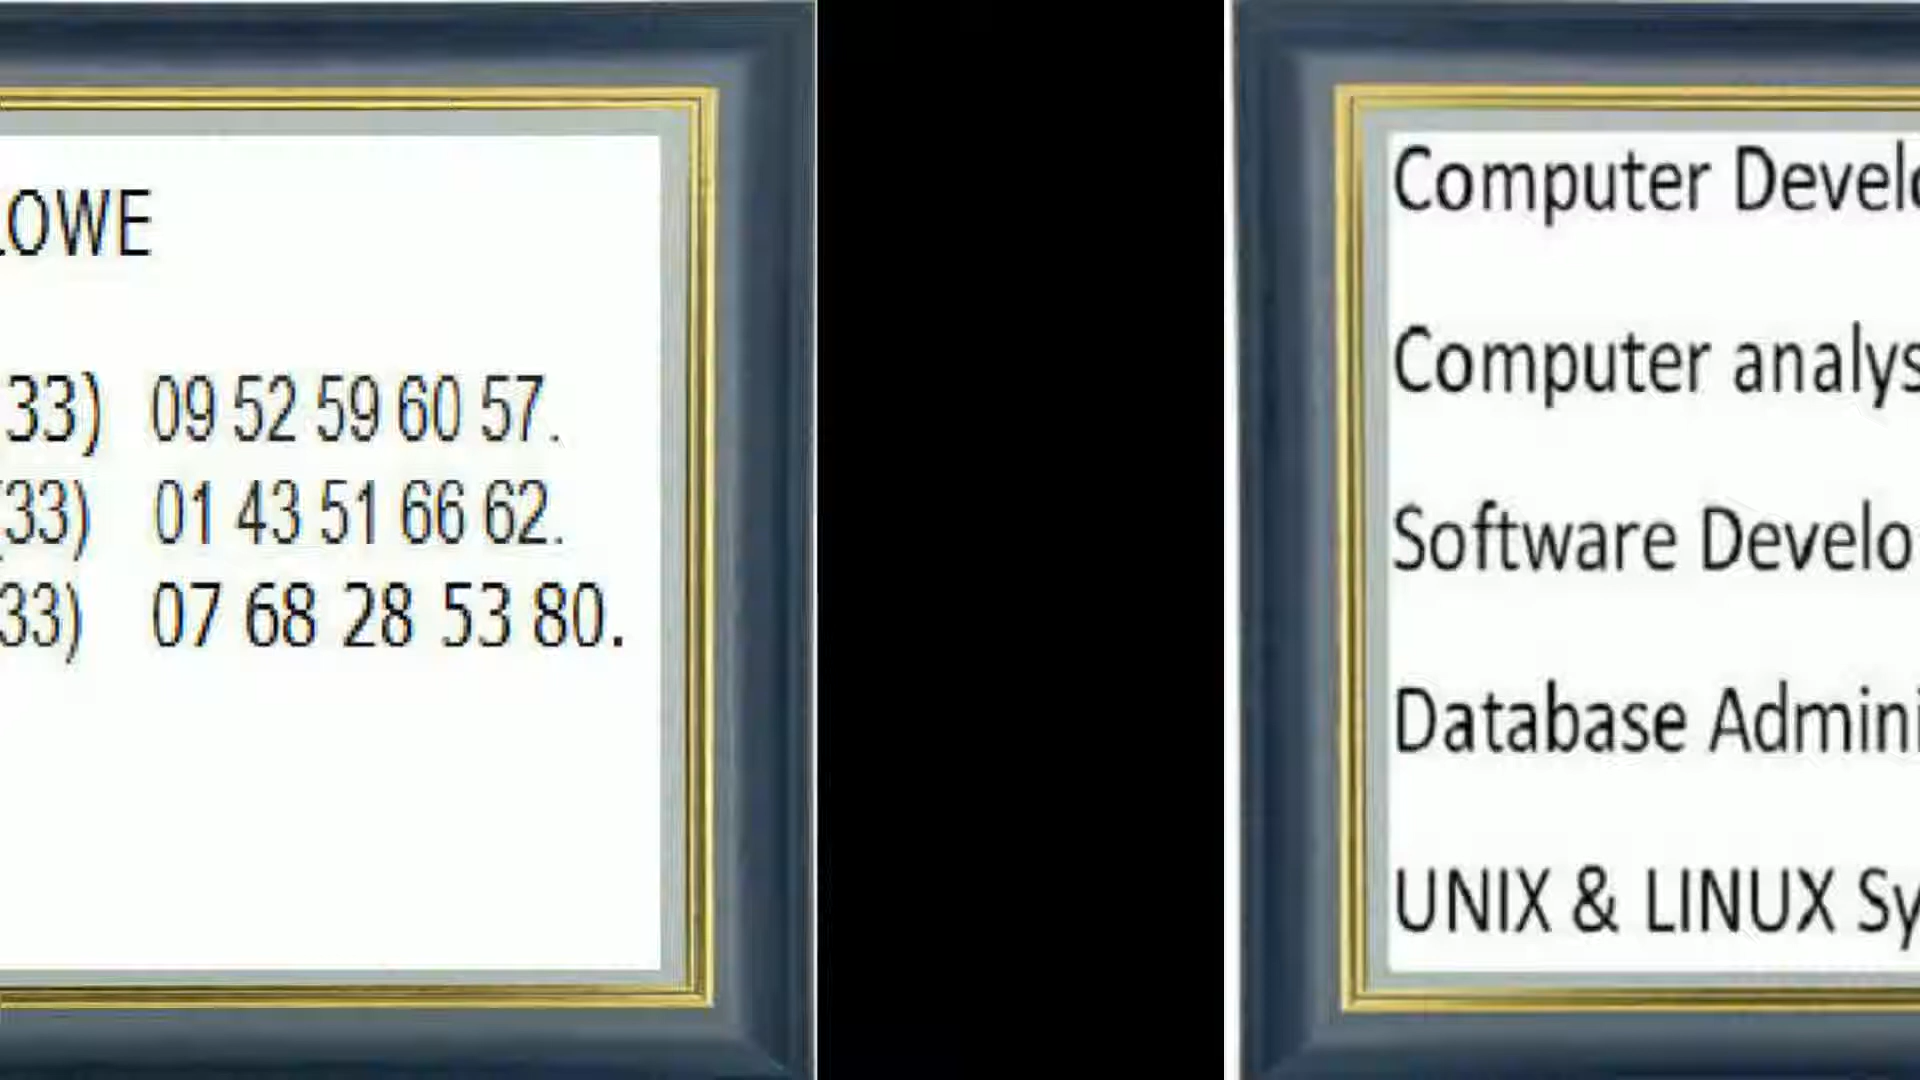 LOWE
33) 09 52 59 60 57.
(33) 01 43 51 66 62.
33) 07 68 28 53 80.
Computer Develo
Computer analys
Software Develo
Database Admini
UNIX & LINUX Sy